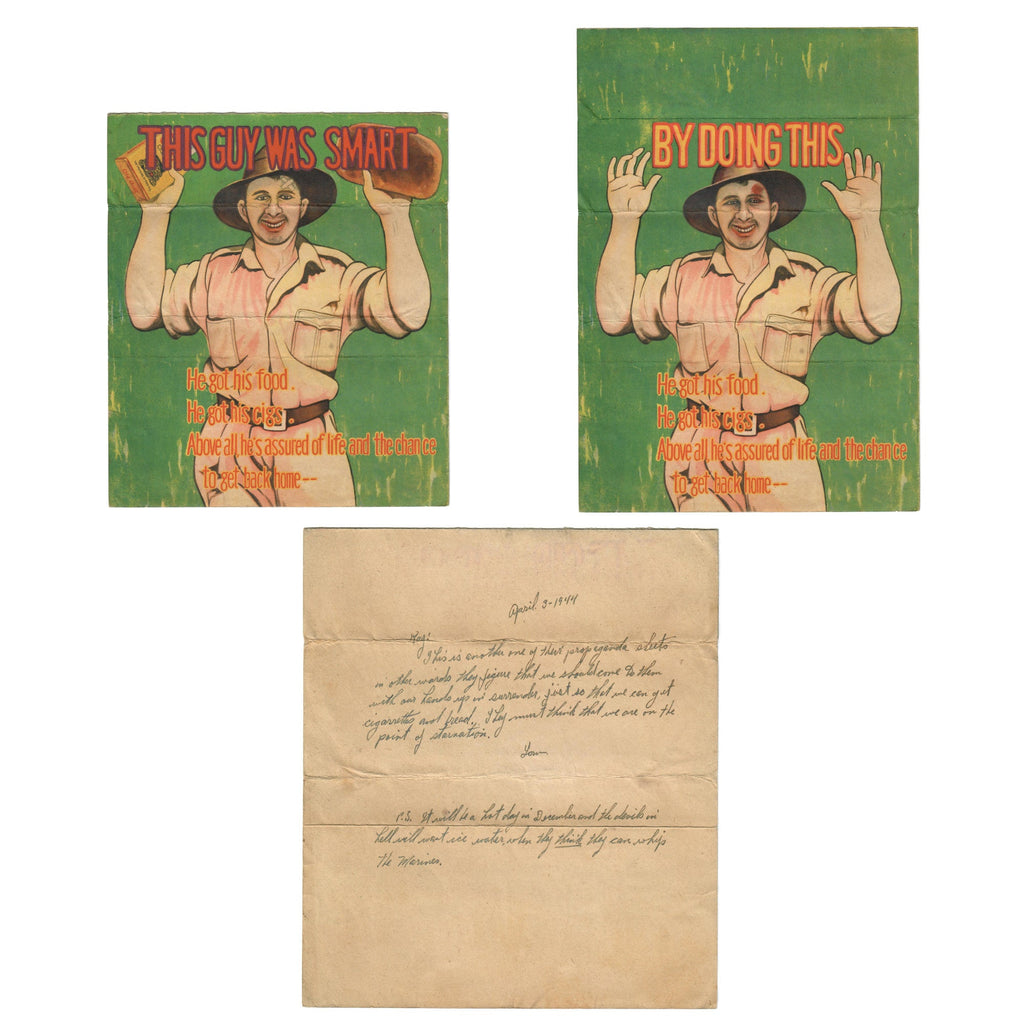 THIS GUY WAS SMART
He got his food.
He got his cigs.
Above all he's assured of life and the chance
to get back home--
BY DOING THIS
He got his food.
He got his cigs.
Above all he's assured of life and the chance
to get back home--
April 3-1944
This is another one of their propaganda sheets
in other words they figure that we should come to them
with our hands up in surrender, just so that we can get
cigarettes and bread. They must think that we are on the
point of starvation.
P.S. It will be a hot day in December and the devils in
hell will want ice water, when they think they can whip
the Marines.